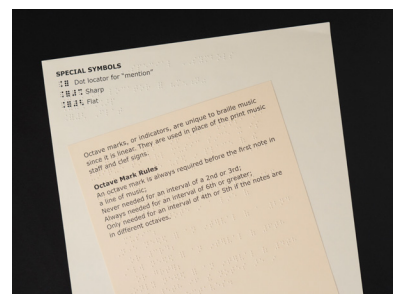 SPECIAL SYMBOLS
Dot locator for "mention"
Sharp
Flat
Octave marks, or indicators, are unique to braille music
since it is linear. They are used in place of the print music
staff and clef signs.
Octave Mark Rules
An octave mark is always required before the first note in
a line of music;
Never needed for an interval of a 2nd or 3rd;
Always needed for an interval of 6th or greater;
Only needed for an interval of 4th or 5th if the notes are
in different octaves.